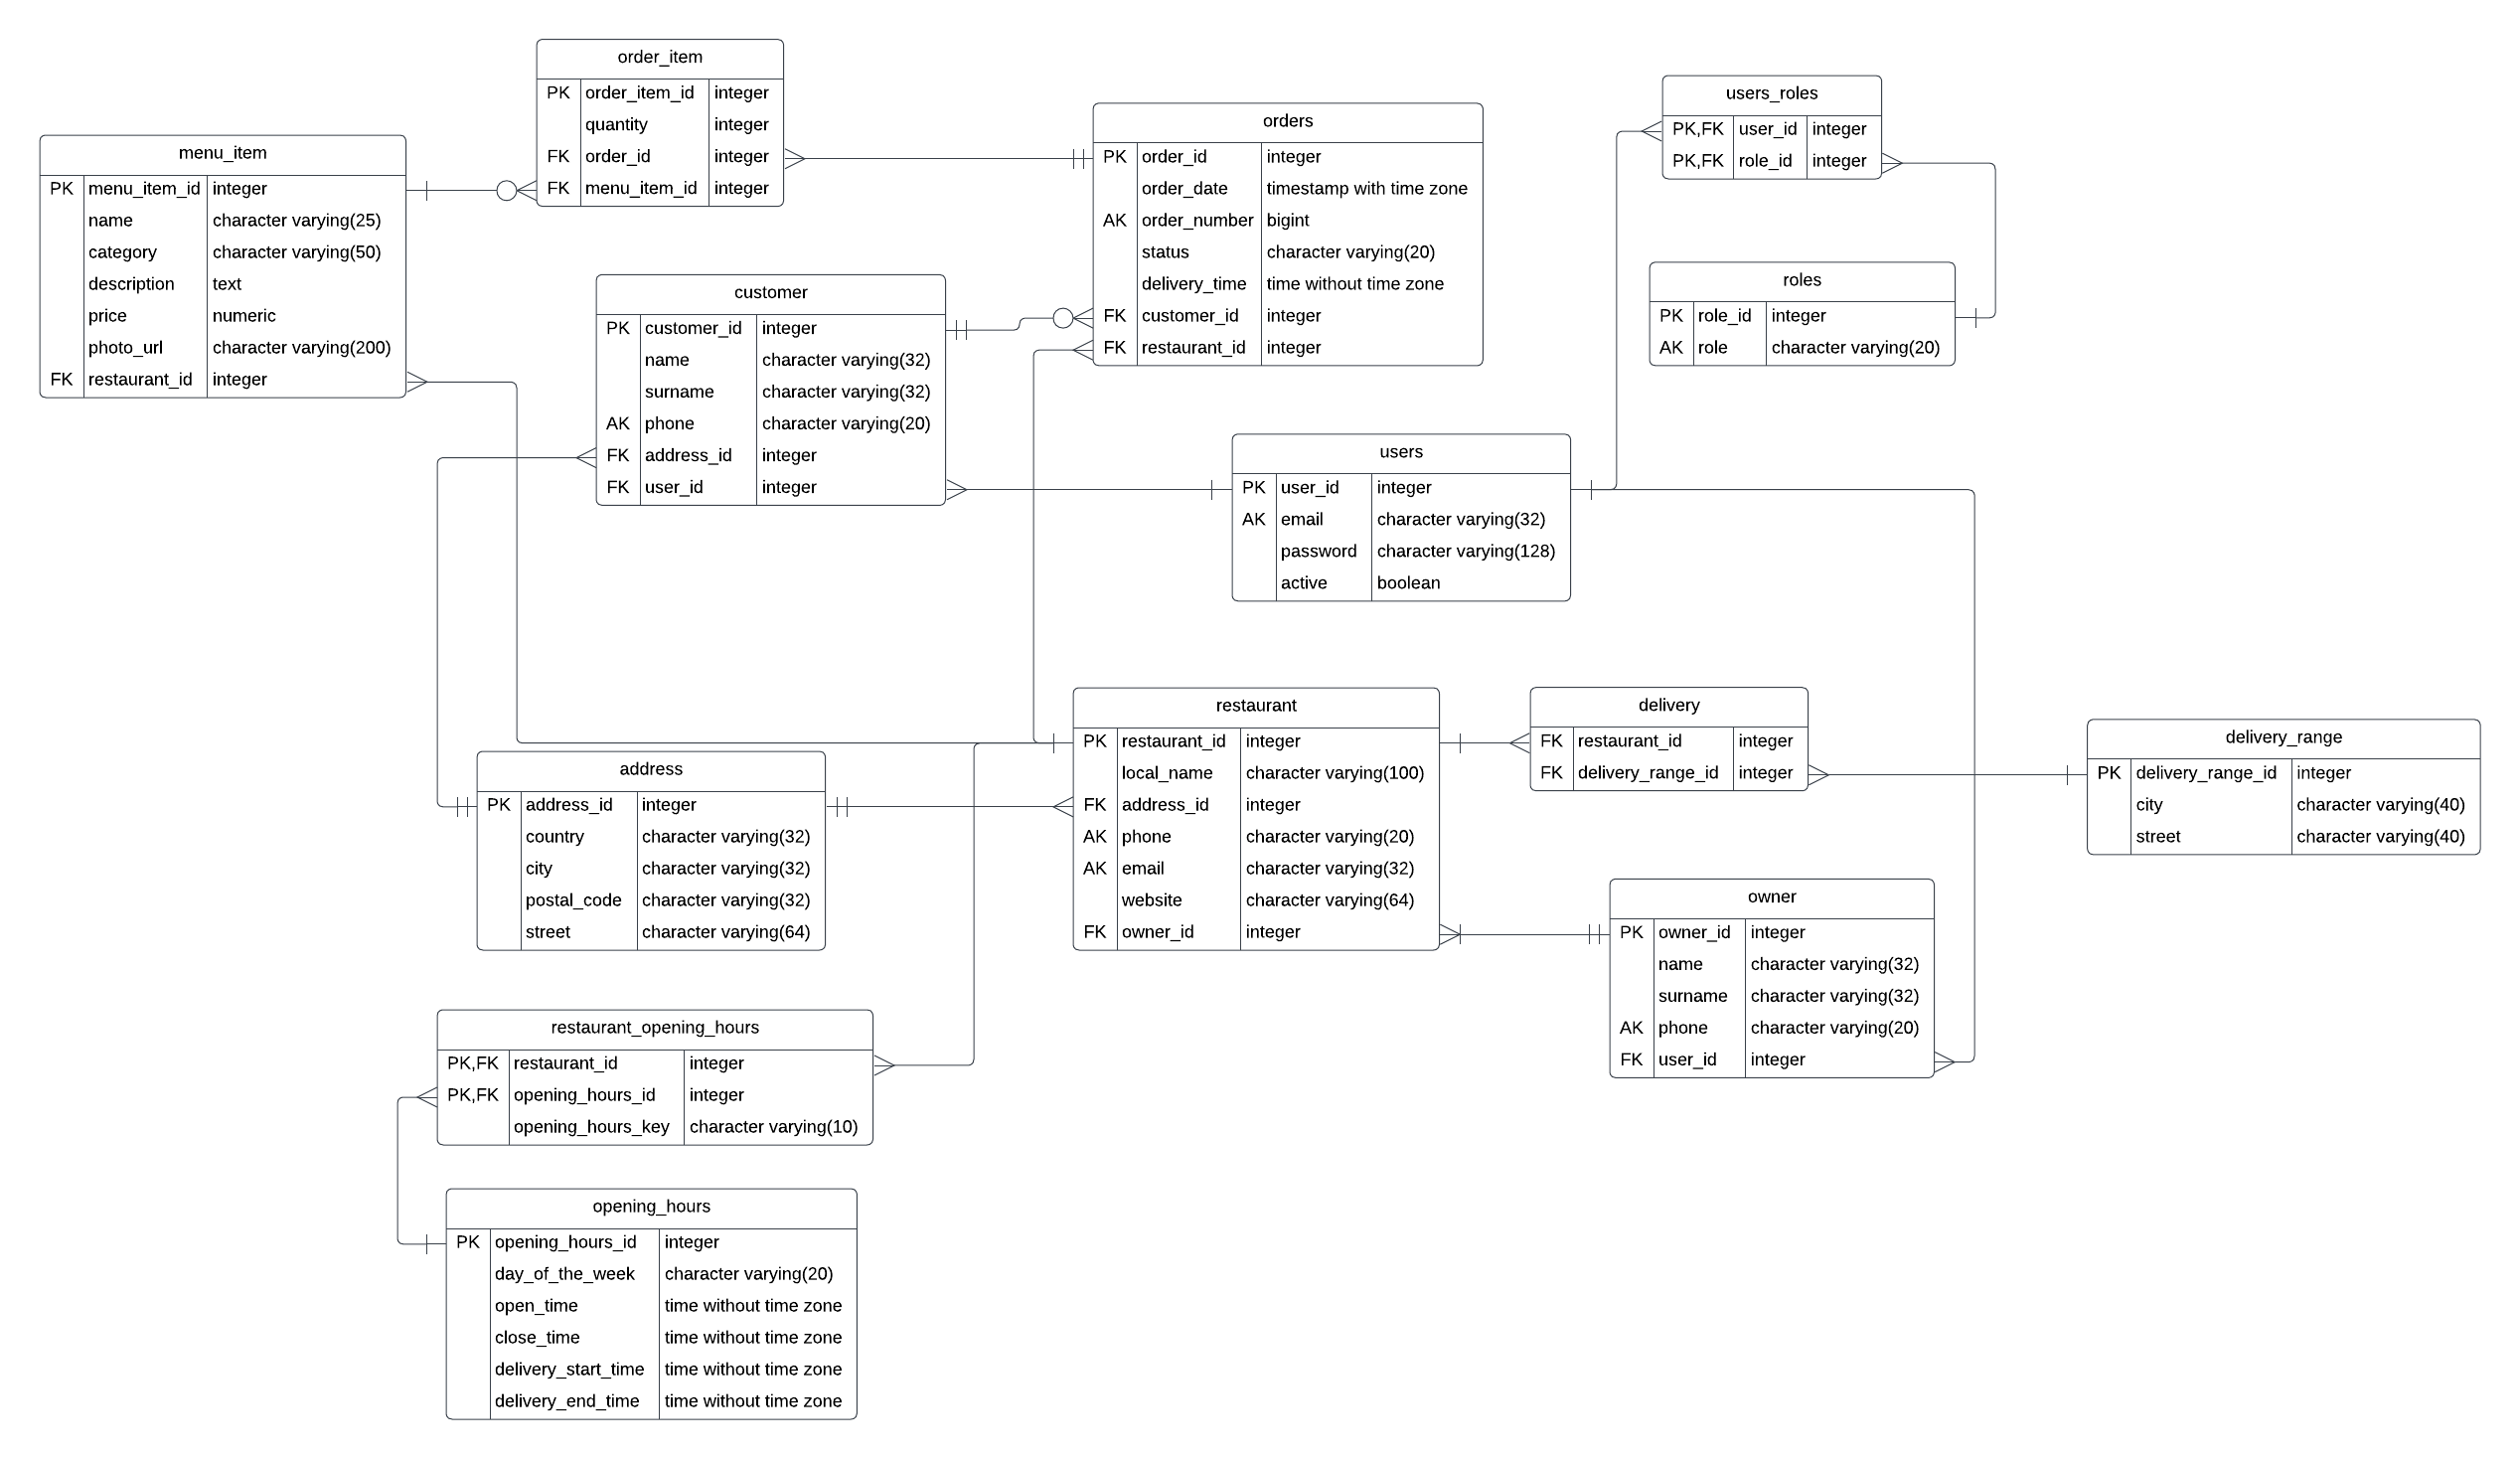 order_item
PK order_item_id integer
quantity integer
FK order_id integer
FK menu_item_id integer
menu_item
PK menu_item_id integer
name character varying(25)
category character varying(50)
description text
price numeric
photo_url character varying(200)
FK restaurant_id integer
orders
PK order_id integer
order_date timestamp with time zone
AK order_number bigint
status character varying(20)
delivery_time time without time zone
FK customer_id integer
FK restaurant_id integer
users_roles
PK,FK user_id integer
PK,FK role_id integer
roles
PK role_id integer
AK role character varying(20)
customer
PK customer_id integer
name character varying(32)
surname character varying(32)
AK phone character varying(20)
FK address_id integer
FK user_id integer
users
PK user_id integer
AK email character varying(32)
password character varying(128)
active boolean
restaurant
PK restaurant_id integer
local_name character varying(100)
FK address_id integer
AK phone character varying(20)
AK email character varying(32)
website character varying(64)
FK owner_id integer
delivery
FK restaurant_id integer
FK delivery_range_id integer
delivery_range
PK delivery_range_id integer
city character varying(40)
street character varying(40)
address
PK address_id integer
country character varying(32)
city character varying(32)
postal_code character varying(32)
street character varying(64)
owner
PK owner_id integer
name character varying(32)
surname character varying(32)
AK phone character varying(20)
FK user_id integer
restaurant_opening_hours
PK,FK restaurant_id integer
PK,FK opening_hours_id integer
opening_hours_key character varying(10)
opening_hours
PK opening_hours_id integer
day_of_the_week character varying(20)
open_time time without time zone
close_time time without time zone
delivery_start_time time without time zone
delivery_end_time time without time zone